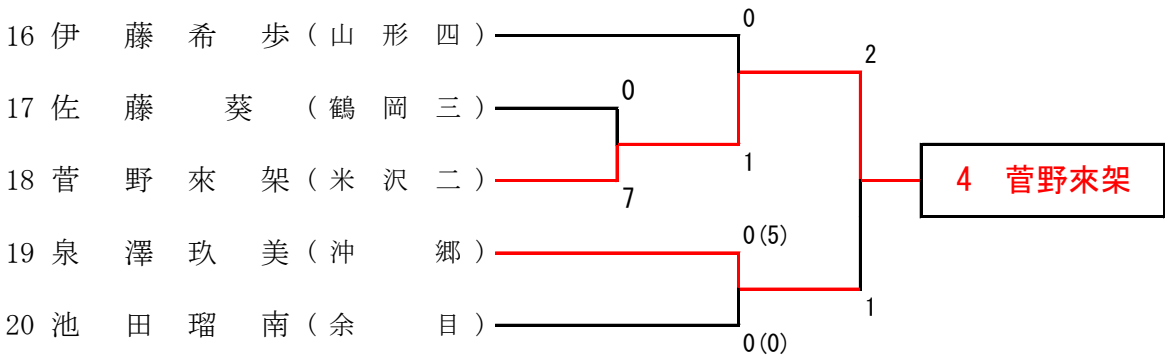 16 伊藤希歩(山形四)
0
2
17 佐藤 葵(鶴岡三)
0
1
18 菅野來架(米沢二)
7
4 菅野來架
19 泉澤玖美(沖郷)
0(5)
1
20 池田瑠南(余目)
0(0)